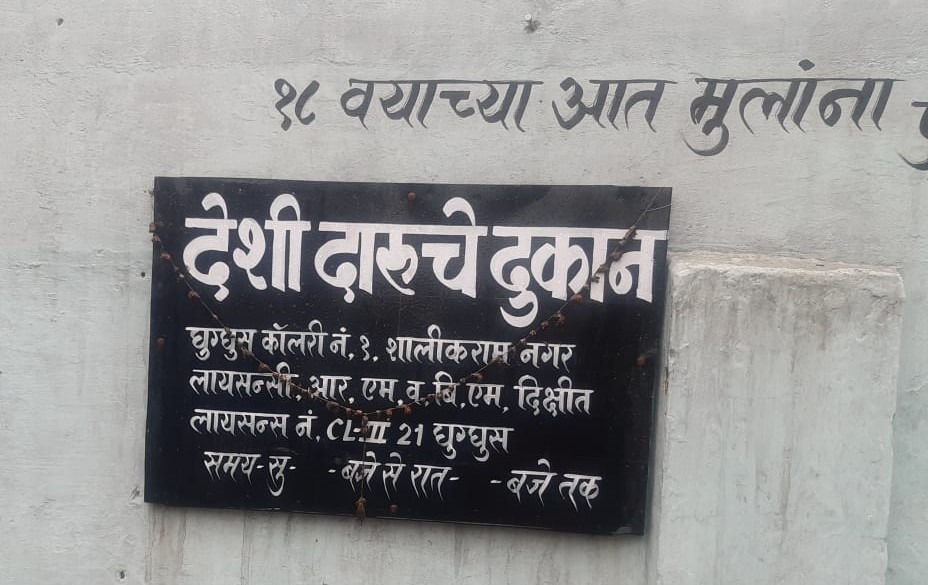 १८ वयाच्या आत मुलांना
देशी दारुचे दुकान
घुग्घुस कॉलरी नं. १. शालीकराम नगर
लायसन्सी. आर. एम. व. बि. एम. दिक्षीत
लायसन्स नं. CL-III 21 घुग्घुस
समय- सु- -बजे से रात- -बजे तक